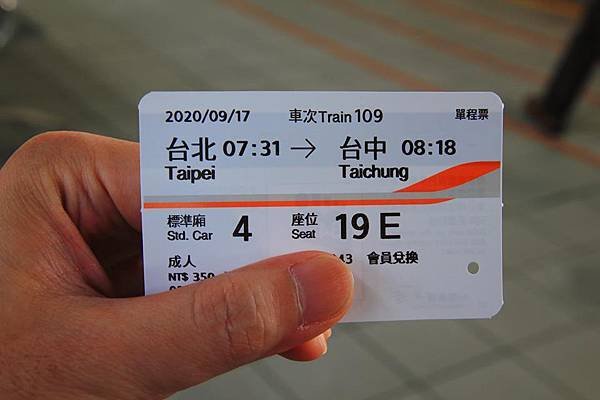 2020/09/17 車次Train 109 單程票
台北 07:31 → 台中 08:18
Taipei Taichung
標準廂 4 座位 19 E
Std. Car Seat
成人 會員兌換
NT$ 350